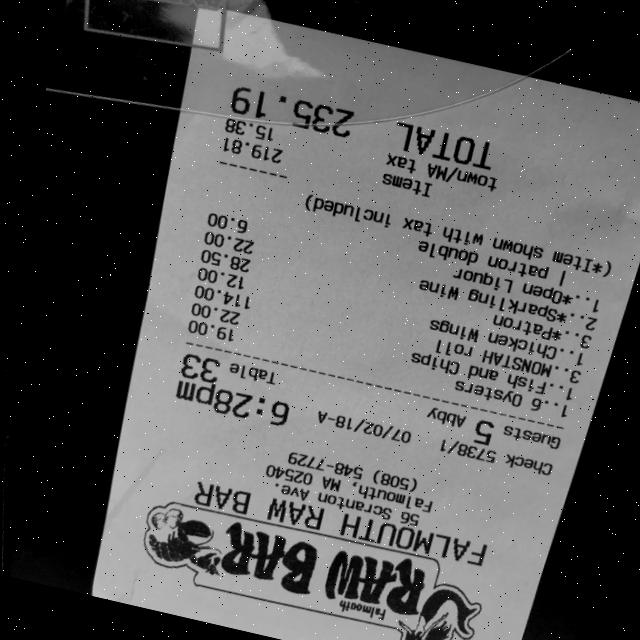 Falmouth
RAW BAR
FALMOUTH RAW BAR
56 Scranton Ave.
Falmouth, MA 02540
(508) 548-7729
Check 5738/1 07/02/18-A 6:28pm
Guests 5 Abby Table 33
1..6 Oysters 19.00
1..Fish and Chips 22.00
3..MONSTAH roll 114.00
1..Chicken Wings 12.00
3..*Patron 28.50
2..*Sparkling Wine 22.00
1..*Open Liquor 6.00
1 patron double
(*Item shown with tax included)
Items 219.81
town/MA tax 15.38
TOTAL 235.19